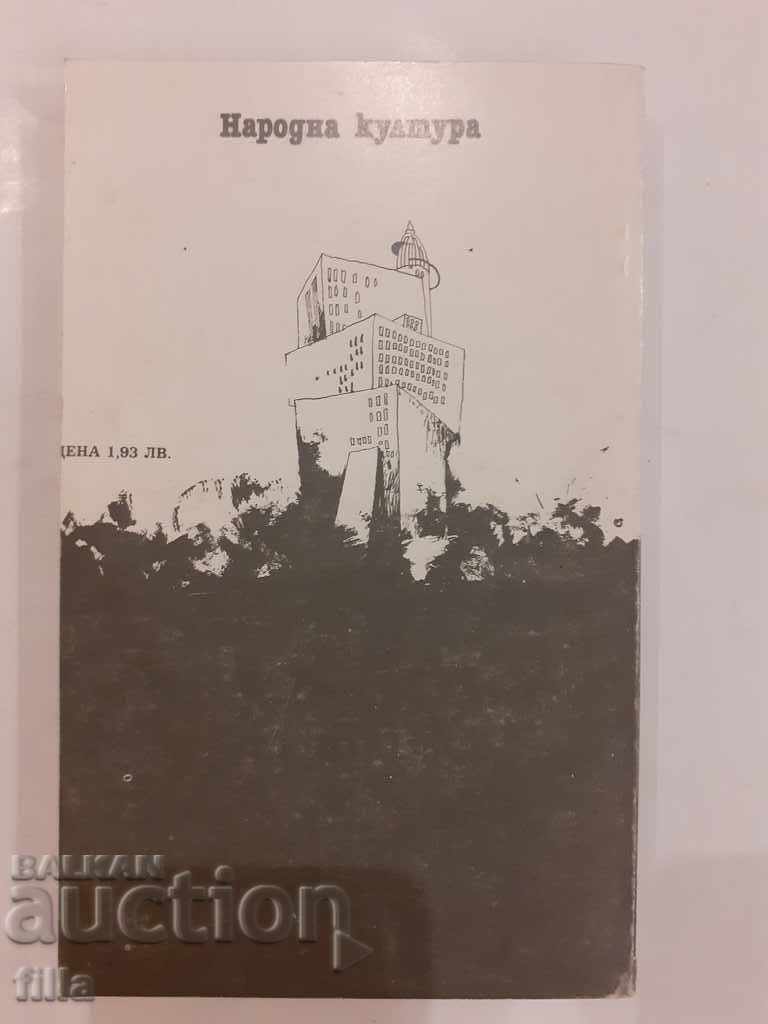 Народна култура
ЦЕНА 1,93 ЛВ.
BALKAN
auction
filla